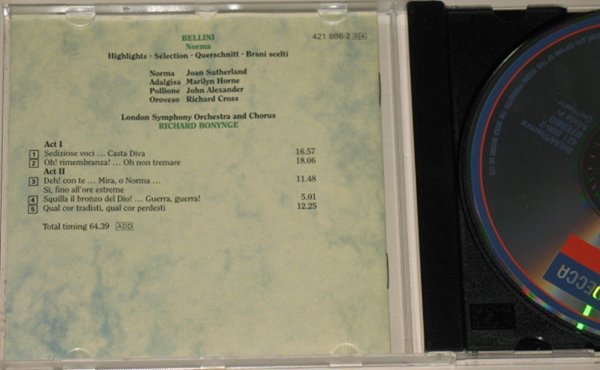 BELLINI
421 886-2 DA
Norma
Highlights · Sélection · Querschnitt · Brani scelti
Norma Joan Sutherland
Adalgisa Marilyn Horne
Pollione John Alexander
Oroveso Richard Cross
London Symphony Orchestra and Chorus
RICHARD BONYNGE
Act I
1 Sediziose voci ... Casta Diva 16.57
2 Oh! rimembranza! ... Oh non tremare 18.06
Act II
3 Deh! con te ... Mira, o Norma ... 11.48
Sì, fino all'ore estreme
4 Squilla il bronzo del Dio! ... Guerra, guerra! 5.01
5 Qual cor tradisti, qual cor perdesti 12.25
Total timing 64.39 ADD
DECCA